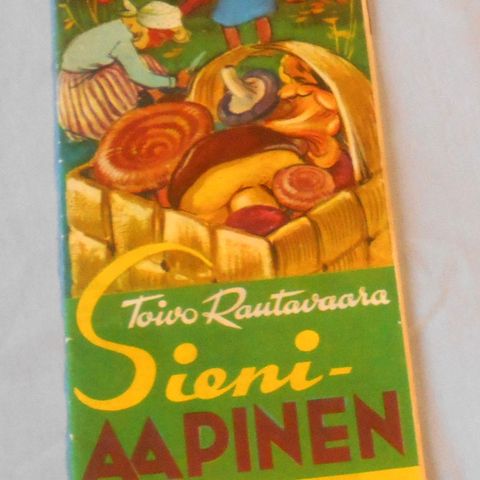 Toivo Rautavaara
Sieni-
AAPINEN